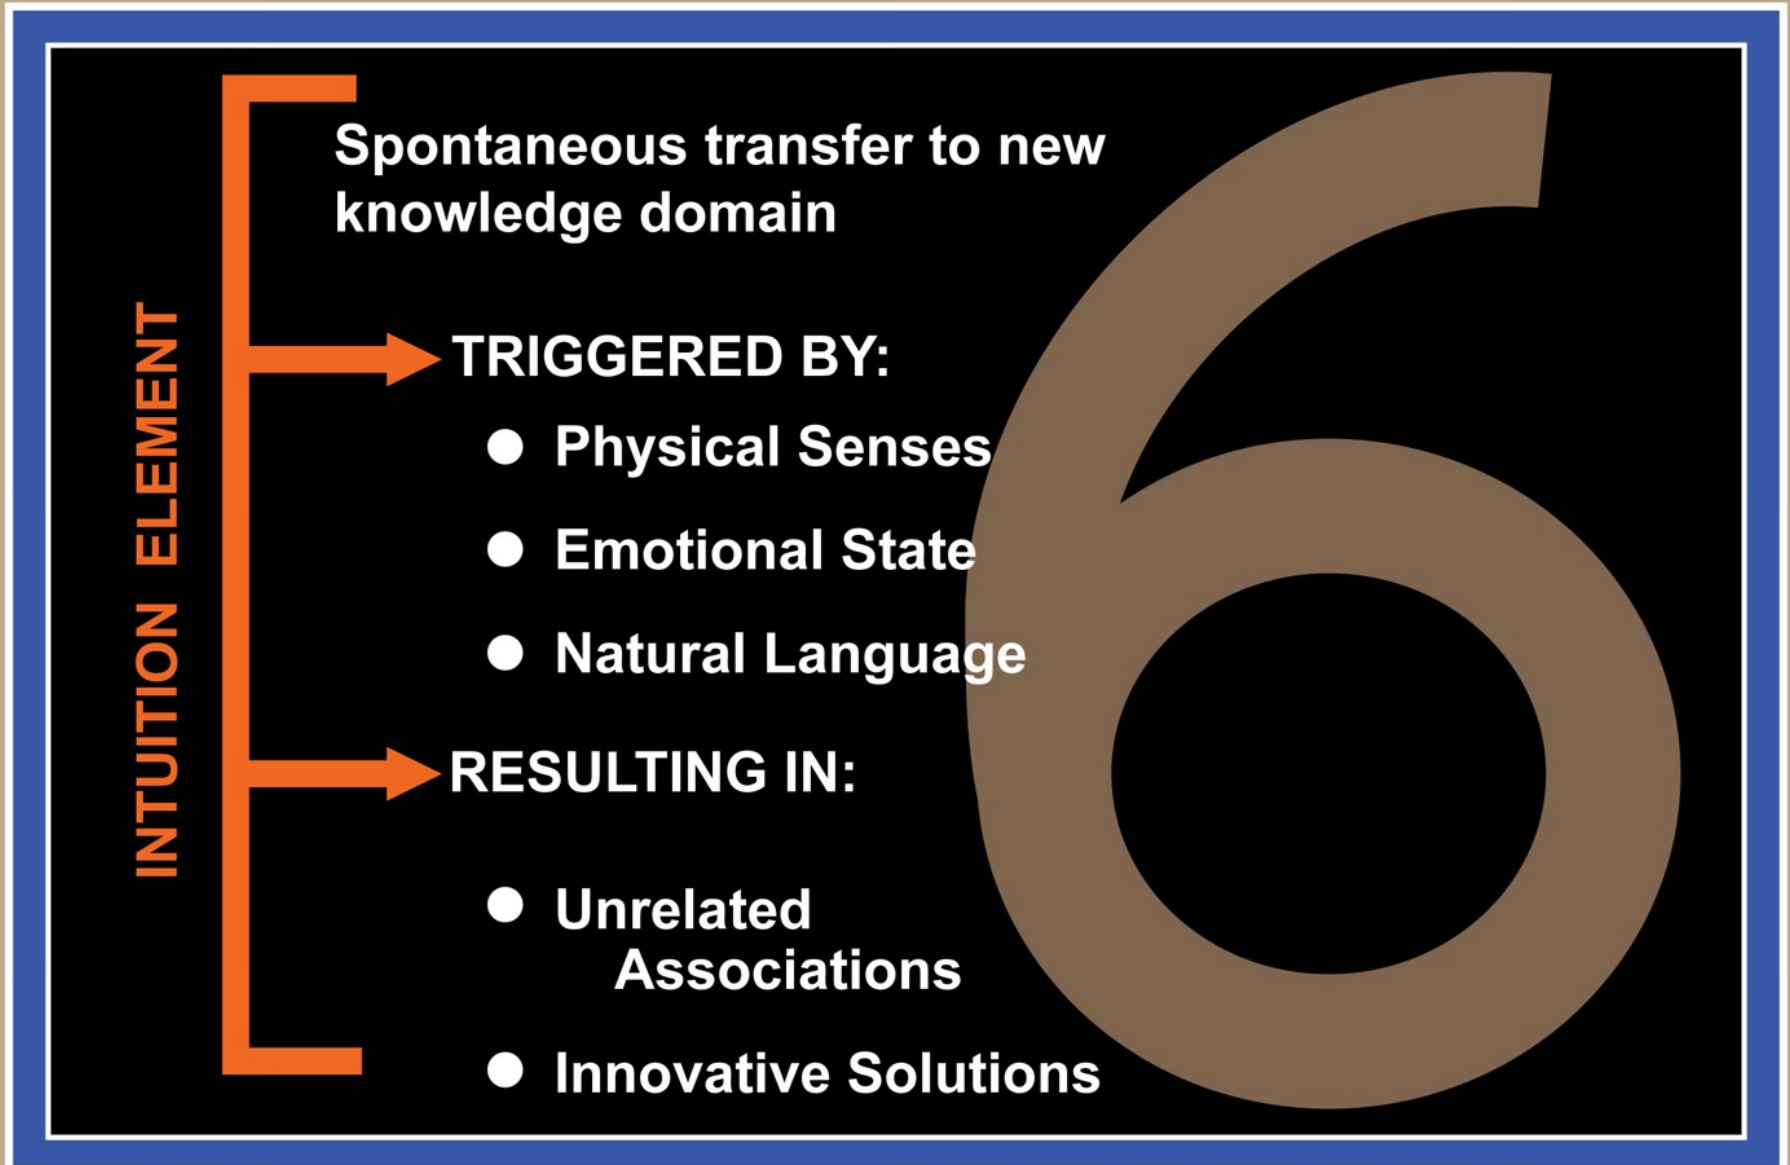 INTUITION ELEMENT
Spontaneous transfer to new
knowledge domain
TRIGGERED BY:
● Physical Senses
● Emotional State
● Natural Language
RESULTING IN:
● Unrelated
Associations
● Innovative Solutions
6